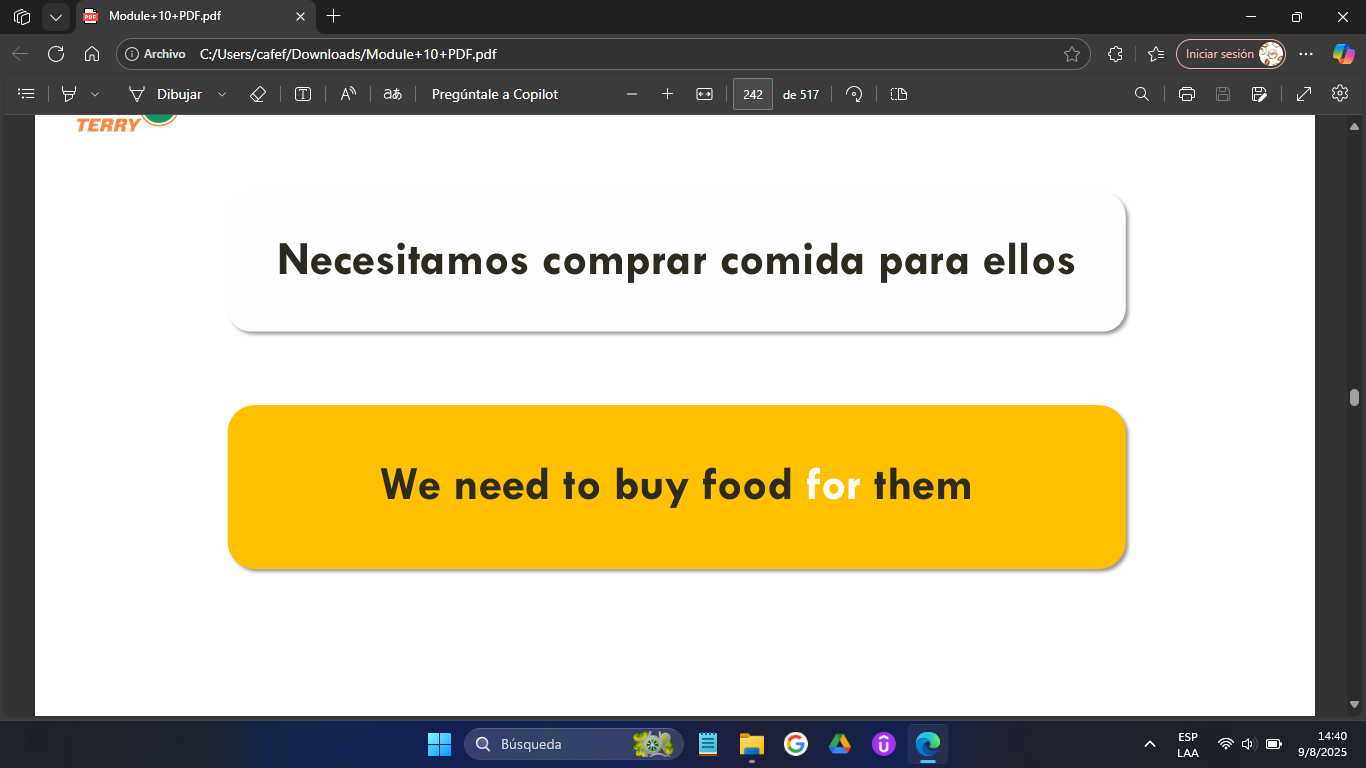 Module+10+PDF.pdf
Archivo C:/Users/cafef/Downloads/Module+10+PDF.pdf Iniciar sesión
Dibujar aあ Pregúntale a Copilot 242 de 517
TERRY
Necesitamos comprar comida para ellos
We need to buy food for them
Búsqueda
ESP
LAA
14:40
9/8/2025